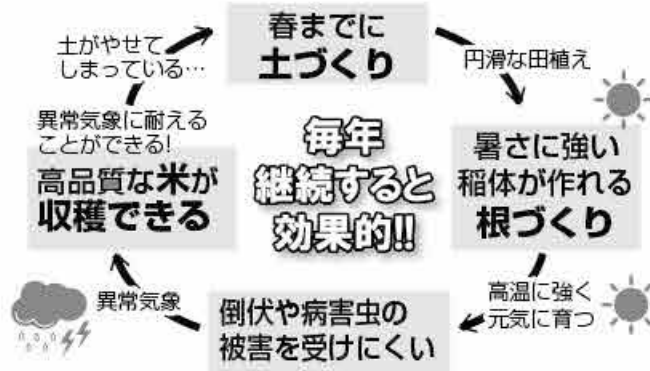 春までに
土づくり
円滑な田植え
暑さに強い
稲体が作れる
根づくり
高温に強く
元気に育つ
倒伏や病害虫の
被害を受けにくい
異常気象
異常気象に耐える
ことができる!
高品質な米が
収穫できる
土がやせて
しまっている…
毎年
継続すると
効果的!!